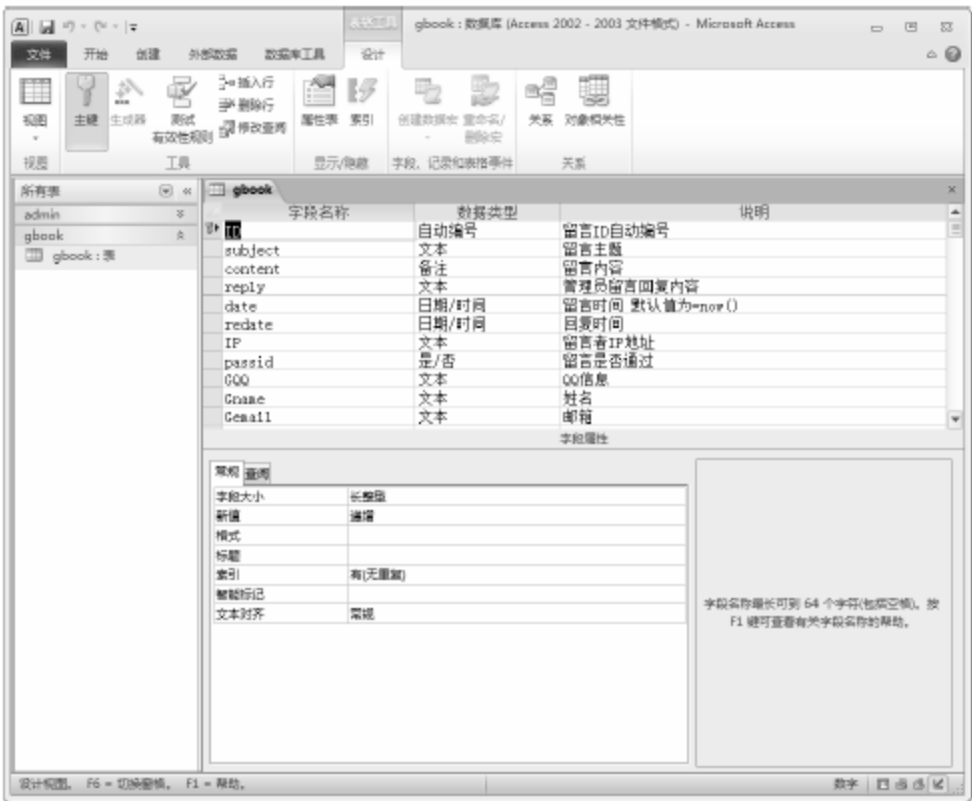 表格工具 gbook : 数据库 (Access 2002 - 2003 文件格式) - Microsoft Access
文件 开始 创建 外部数据 数据库工具 设计
视图 主键 生成器 测试有效性规则 插入行 删除行 修改查阅 属性表 索引 创建数据宏 重命名/删除宏 关系 对象相关性
视图 工具 显示/隐藏 字段、记录和表格事件 关系
所有表
admin
gbook
gbook : 表
gbook
字段名称 数据类型 说明
ID 自动编号 留言ID自动编号
subject 文本 留言主题
content 备注 留言内容
reply 文本 管理员留言回复内容
date 日期/时间 留言时间 默认值为=now()
redate 日期/时间 回复时间
IP 文本 留言者IP地址
passid 是/否 留言是否通过
GQQ 文本 QQ信息
Gname 文本 姓名
Gemail 文本 邮箱
字段属性
常规 查阅
字段大小 长整型
新值 递增
格式
标题
索引 有(无重复)
智能标记
文本对齐 常规
字段名称最长可到 64 个字符(包括空格)。按
F1 键可查看有关字段名称的帮助。
设计视图。 F6 = 切换窗格。 F1 = 帮助。 数字